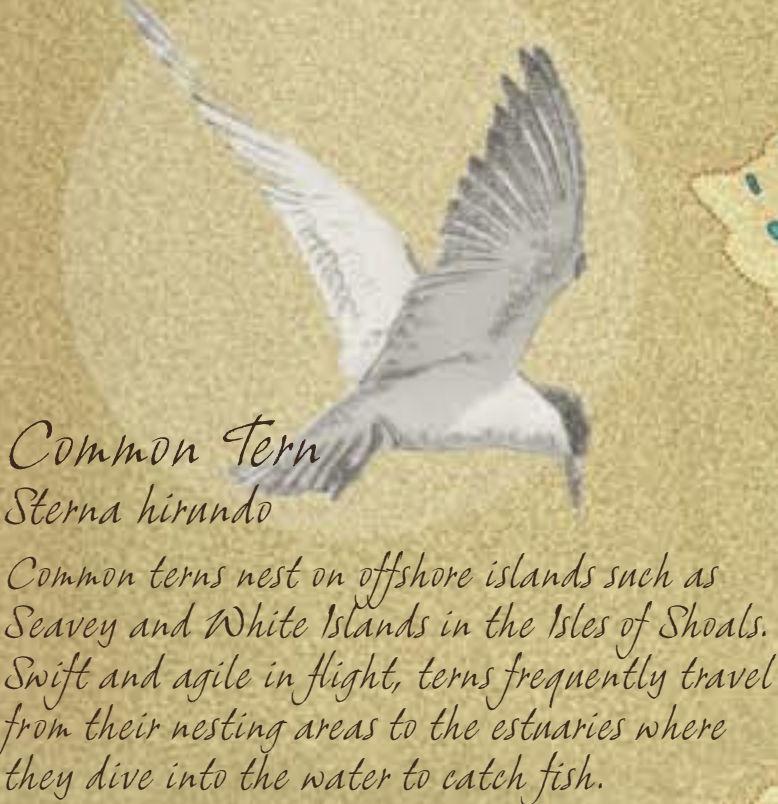 Common Tern
Sterna hirundo
Common terns nest on offshore islands such as
Seavey and White Islands in the Isles of Shoals.
Swift and agile in flight, terns frequently travel
from their nesting areas to the estuaries where
they dive into the water to catch fish.